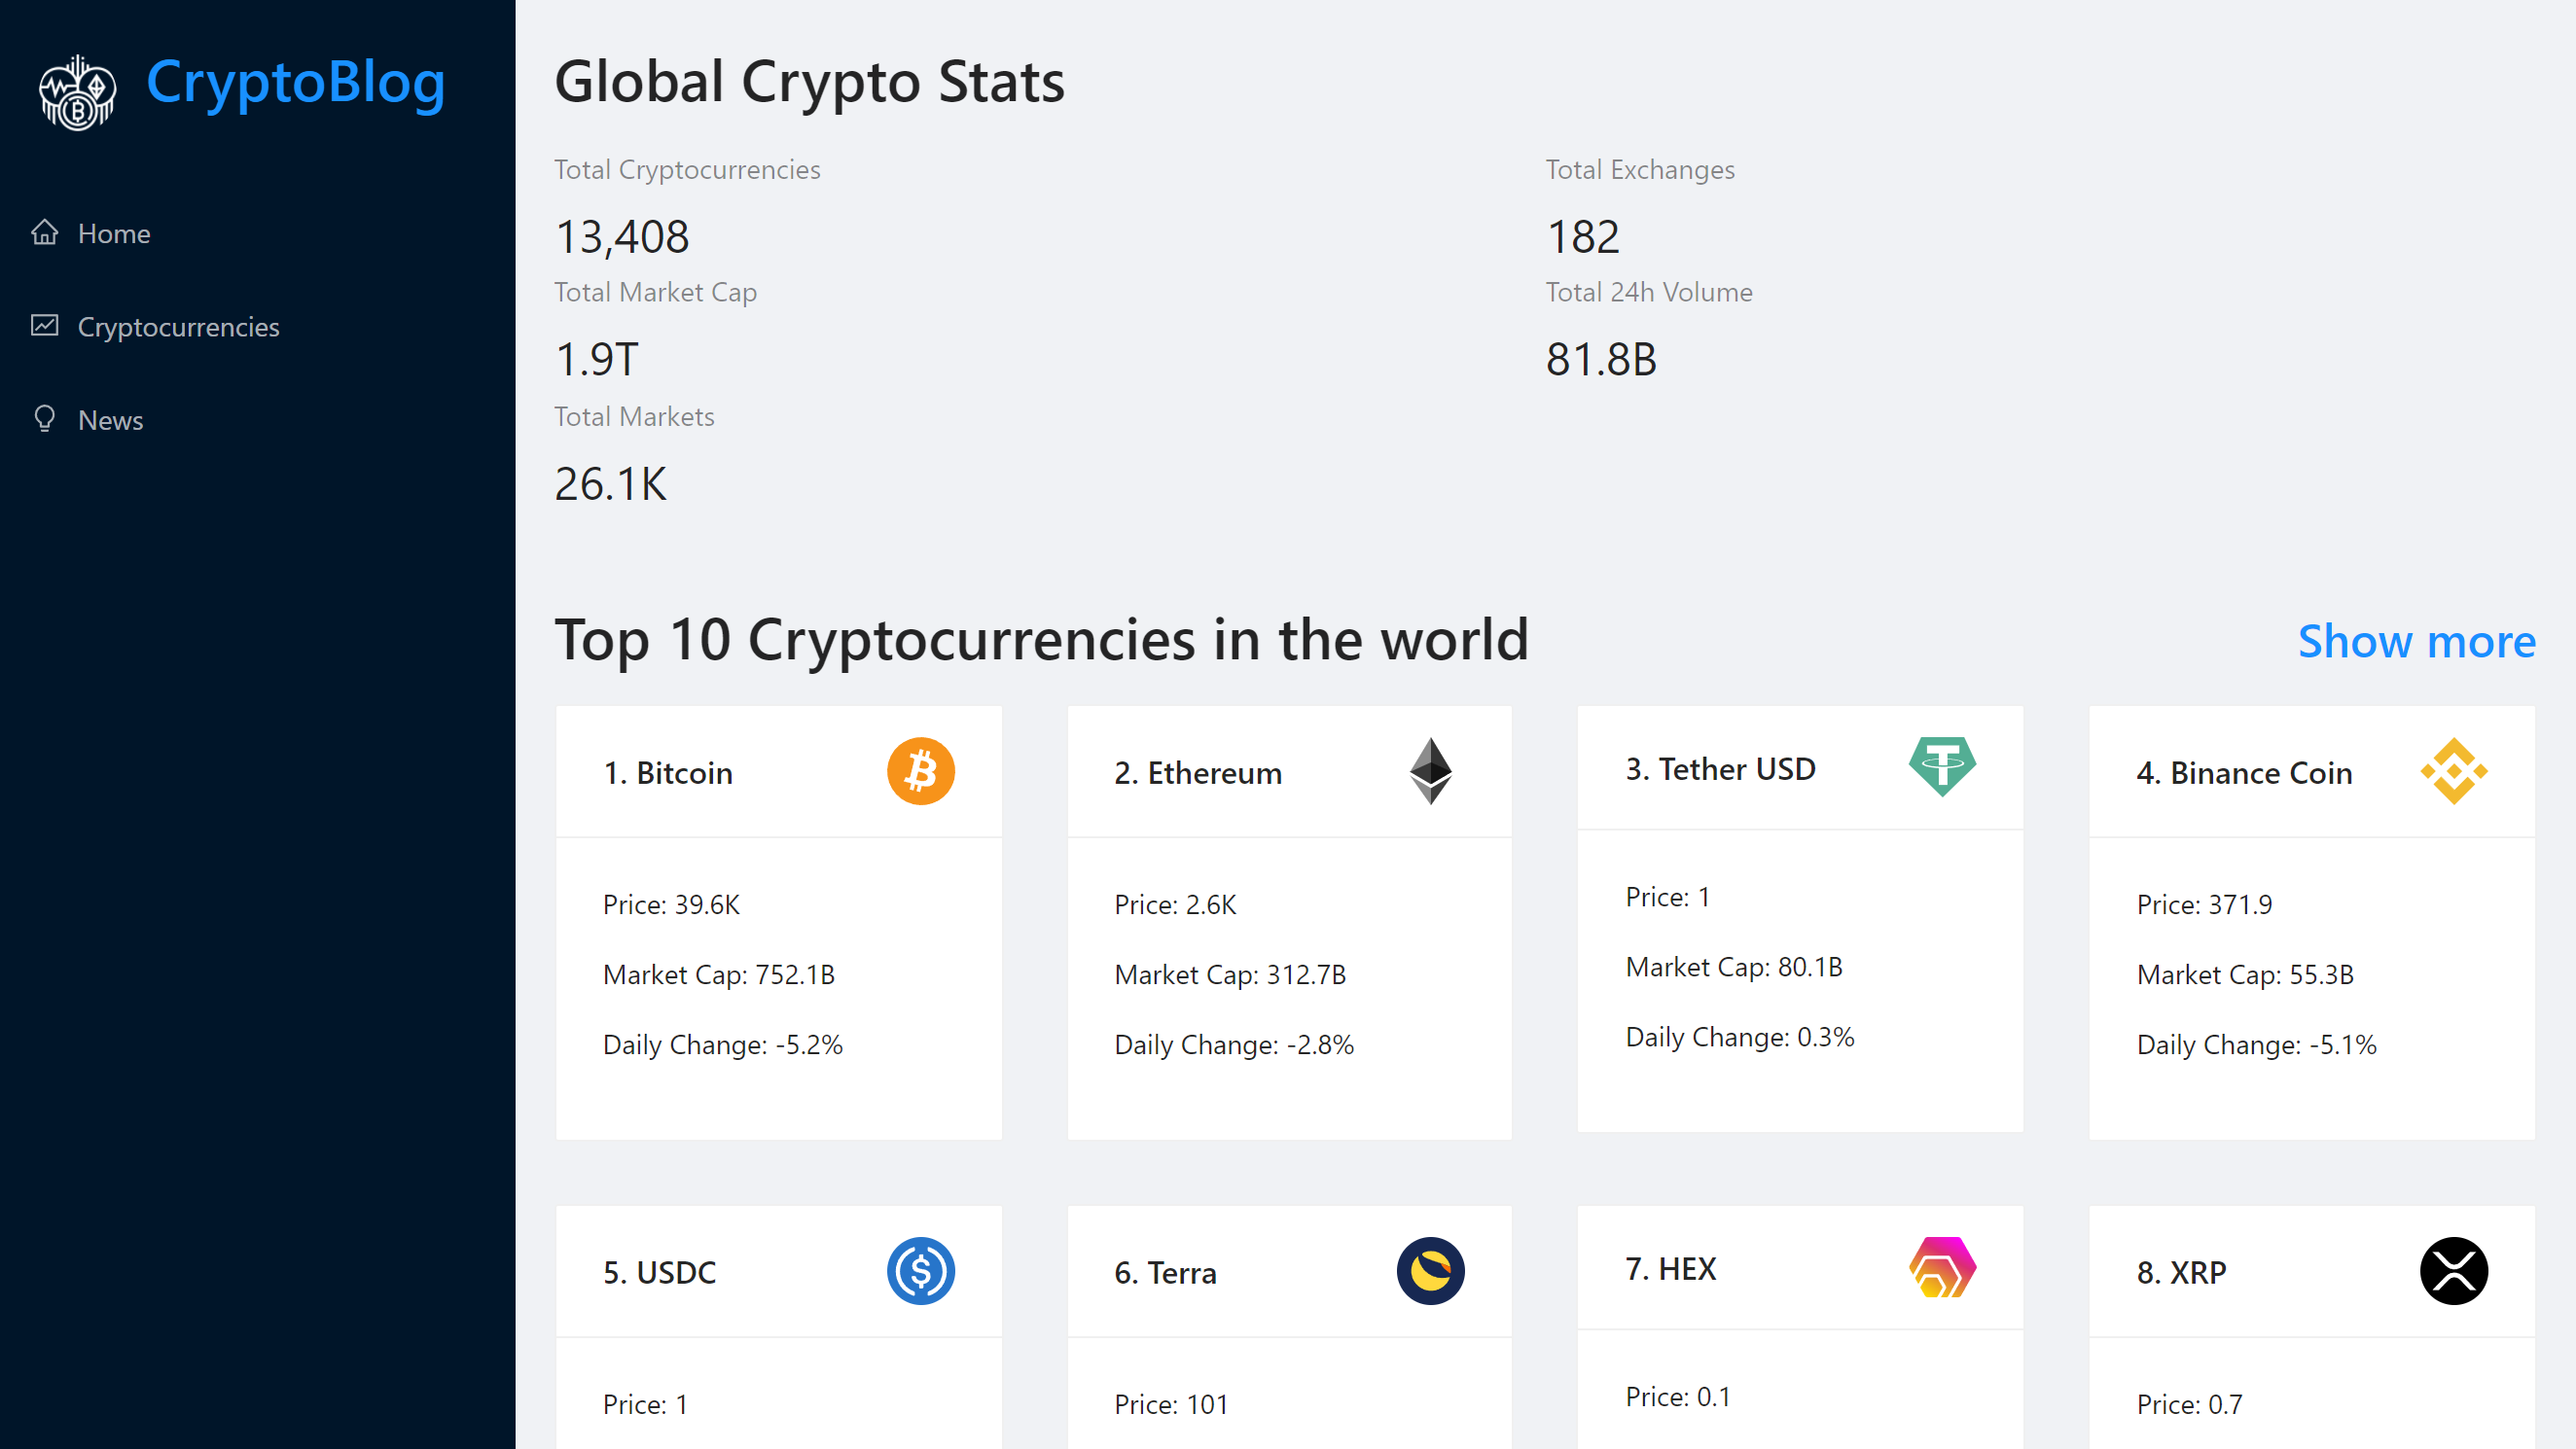 CryptoBlog
Home
Cryptocurrencies
News
Global Crypto Stats
Total Cryptocurrencies
13,408
Total Exchanges
182
Total Market Cap
1.9T
Total 24h Volume
81.8B
Total Markets
26.1K
Top 10 Cryptocurrencies in the world
Show more
1. Bitcoin
Price: 39.6K
Market Cap: 752.1B
Daily Change: -5.2%
2. Ethereum
Price: 2.6K
Market Cap: 312.7B
Daily Change: -2.8%
3. Tether USD
Price: 1
Market Cap: 80.1B
Daily Change: 0.3%
4. Binance Coin
Price: 371.9
Market Cap: 55.3B
Daily Change: -5.1%
5. USDC
Price: 1
6. Terra
Price: 101
7. HEX
Price: 0.1
8. XRP
Price: 0.7